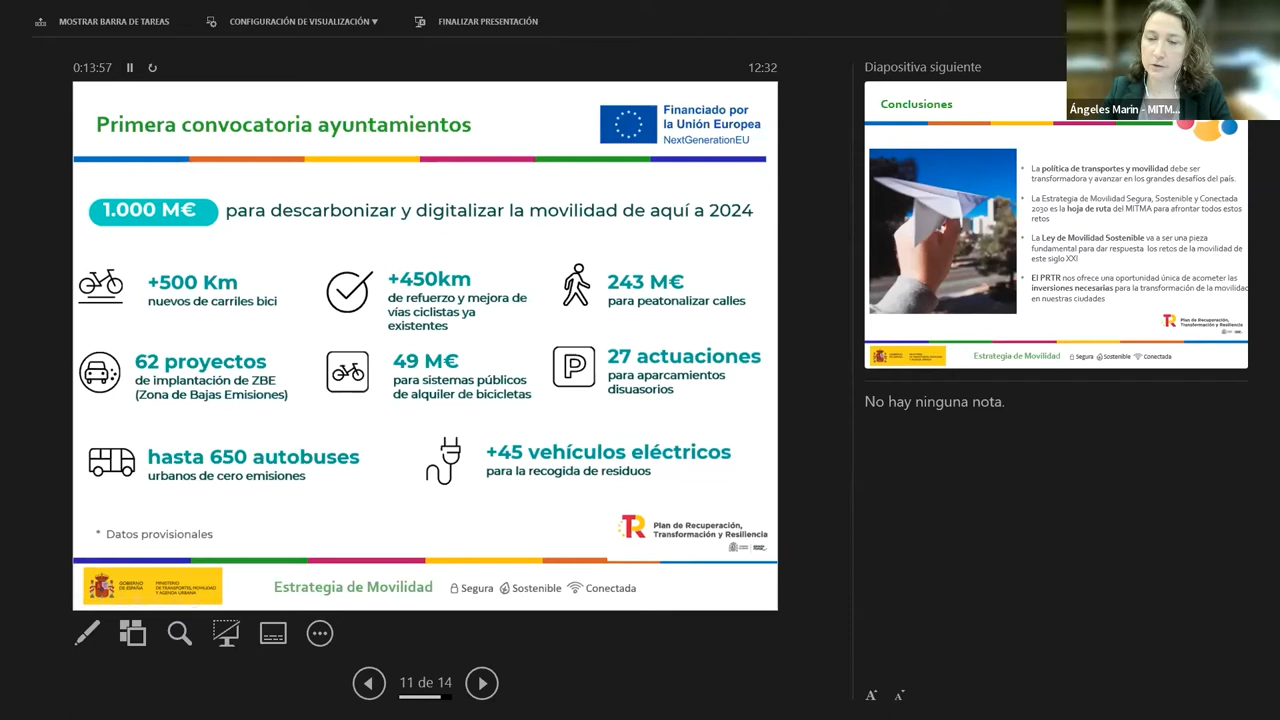 MOSTRAR BARRA DE TAREAS
CONFIGURACIÓN DE VISUALIZACIÓN ▼
FINALIZAR PRESENTACIÓN
0:13:57
12:32
Primera convocatoria ayuntamientos
Financiado por
la Unión Europea
NextGenerationEU
1.000 M€ para descarbonizar y digitalizar la movilidad de aquí a 2024
+500 Km
nuevos de carriles bici
+450km
de refuerzo y mejora de
vías ciclistas ya
existentes
243 M€
para peatonalizar calles
62 proyectos
de implantación de ZBE
(Zona de Bajas Emisiones)
49 M€
para sistemas públicos
de alquiler de bicicletas
P
27 actuaciones
para aparcamientos
disuasorios
hasta 650 autobuses
urbanos de cero emisiones
+45 vehículos eléctricos
para la recogida de residuos
* Datos provisionales
Plan de Recuperación,
Transformación y Resiliencia
GOBIERNO
DE ESPAÑA
MINISTERIO
DE TRANSPORTES, MOVILIDAD
Y AGENDA URBANA
Estrategia de Movilidad
Segura
Sostenible
Conectada
11 de 14
Diapositiva siguiente
Ángeles Marín - MITM...
Conclusiones
• La política de transportes y movilidad debe ser
transformadora y avanzar en los grandes desafíos del país.
• La Estrategia de Movilidad Segura, Sostenible y Conectada
2030 es la hoja de ruta del MITMA para afrontar todos estos
retos
• La Ley de Movilidad Sostenible va a ser una pieza
fundamental para dar respuesta los retos de la movilidad de
este siglo XXI
• El PRTR nos ofrece una oportunidad única de acometer las
inversiones necesarias para la transformación de la movilidad
en nuestras ciudades
Plan de Recuperación,
Transformación y Resiliencia
Estrategia de Movilidad
Segura
Sostenible
Conectada
No hay ninguna nota.
A
A